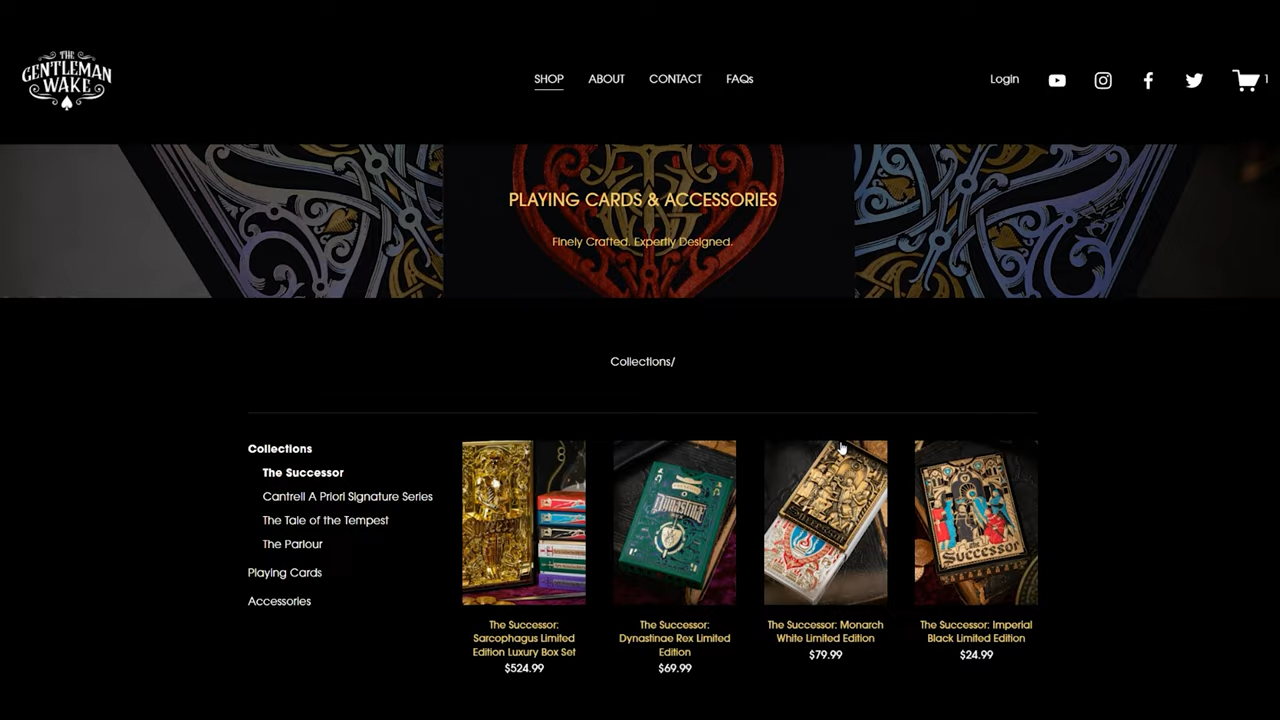 THE
GENTLEMAN
WAKE
SHOP
ABOUT
CONTACT
FAQs
Login
1
PLAYING CARDS & ACCESSORIES
Finely Crafted. Expertly Designed.
Collections/
Collections
The Successor
Cantrell A Priori Signature Series
The Tale of the Tempest
The Parlour
Playing Cards
Accessories
Dynastinae
Successor
The Successor:
Sarcophagus Limited
Edition Luxury Box Set
$524.99
The Successor:
Dynastinae Rex Limited
Edition
$69.99
The Successor: Monarch
White Limited Edition
$79.99
The Successor: Imperial
Black Limited Edition
$24.99